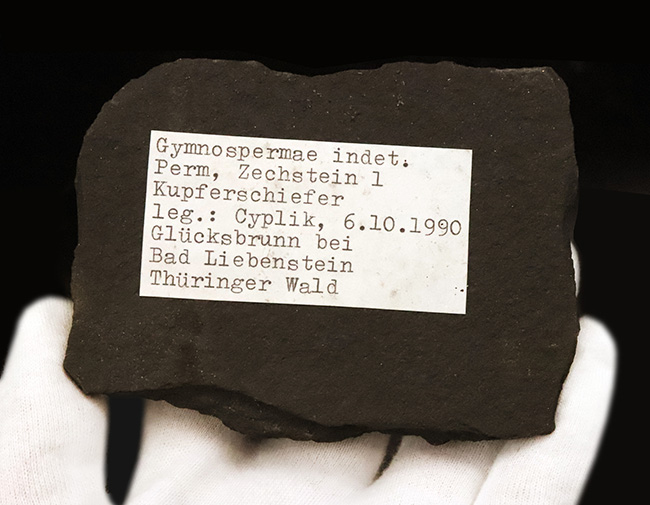 Gymnospermae indet.
Perm, Zechstein 1
Kupferschiefer
leg.: Cyplik, 6.10.1990
Glücksbrunn bei
Bad Liebenstein
Thüringer Wald